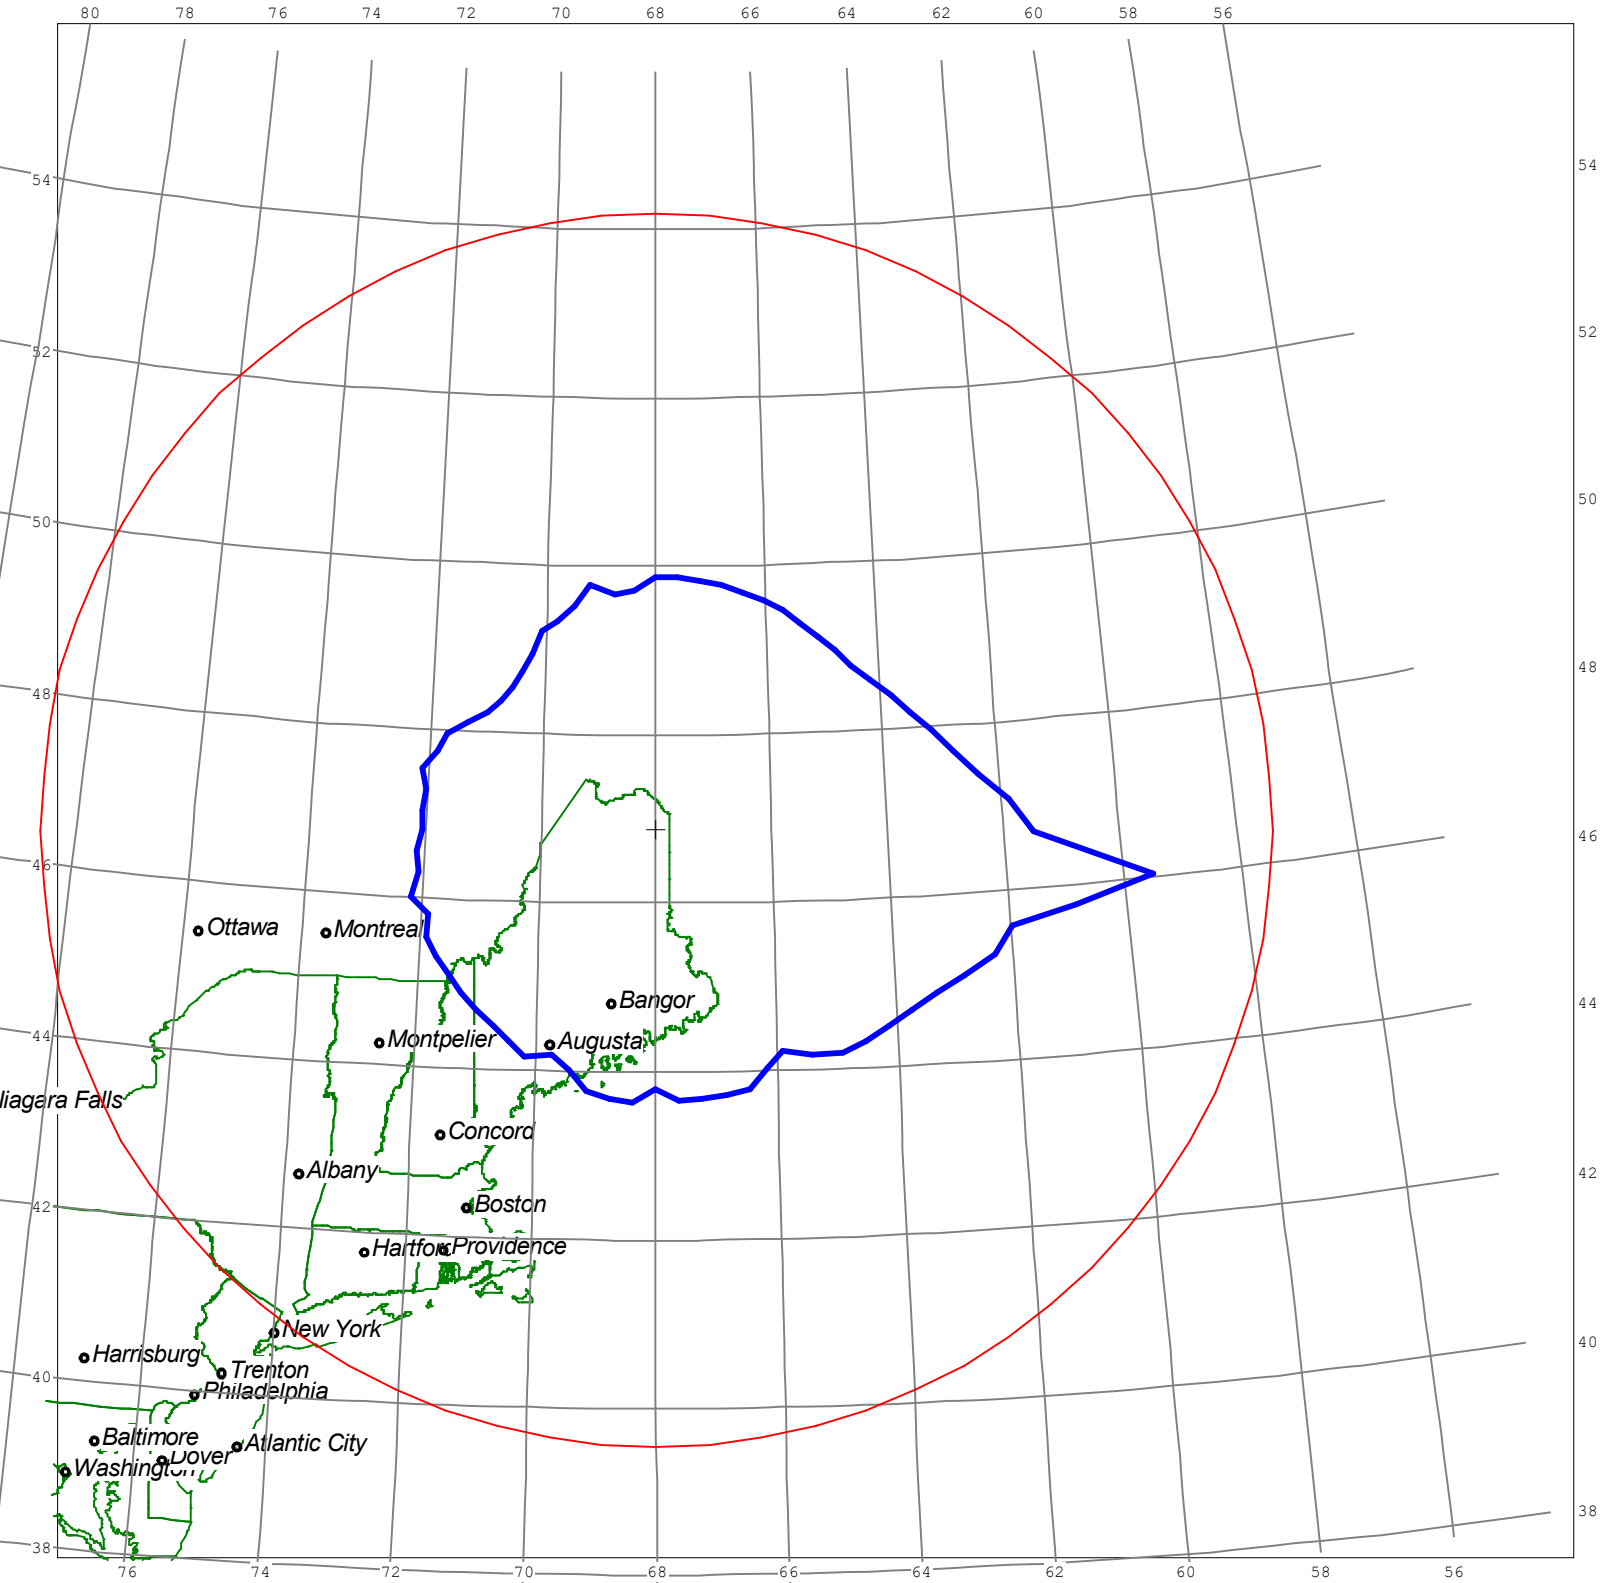 80 78 76 74 72 70 68 66 64 62 60 58 56
54 54
52 52
50 50
48 48
46 46
Ottawa Montreal
Bangor
44 44
Montpelier Augusta
liagara Falls
Concord
Albany
42 42
Boston
Hartford Providence
New York
40 40
Harrisburg
Trenton
Philadelphia
Baltimore Atlantic City
Dover
Washington
38 38
76 74 72 70 68 66 64 62 60 58 56